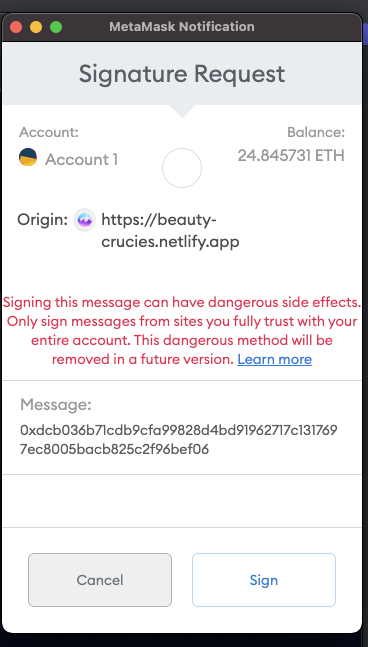 MetaMask Notification
Signature Request
Account:
Balance:
Account 1
24.845731 ETH
Origin:
https://beauty-
crucies.netlify.app
Signing this message can have dangerous side effects.
Only sign messages from sites you fully trust with your
entire account. This dangerous method will be
removed in a future version. Learn more
Message:
0xdcb036b71cdb9cfa99828d4bd91962717c131769
7ec8005bacb825c2f96bef06
Cancel
Sign